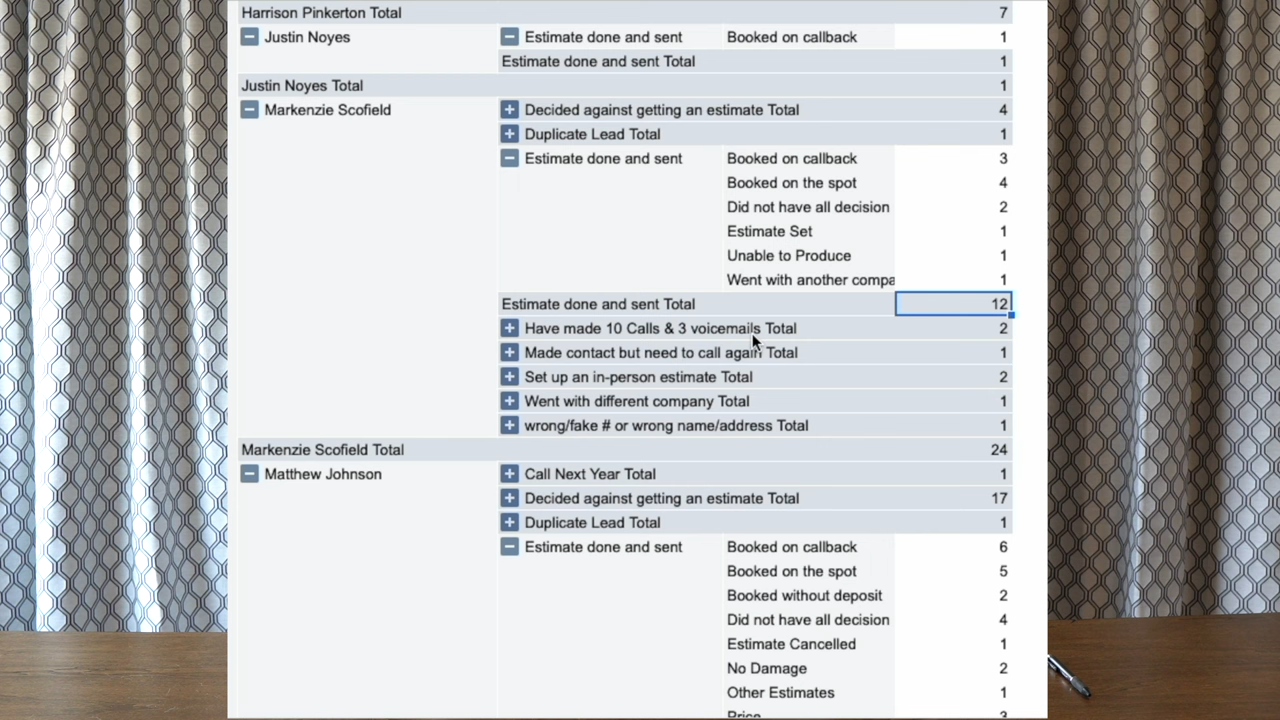 Harrison Pinkerton Total 7
Justin Noyes Estimate done and sent Booked on callback 1
Estimate done and sent Total 1
Justin Noyes Total 1
Markenzie Scofield Decided against getting an estimate Total 4
Duplicate Lead Total 1
Estimate done and sent Booked on callback 3
Booked on the spot 4
Did not have all decision 2
Estimate Set 1
Unable to Produce 1
Went with another compa 1
Estimate done and sent Total 12
Have made 10 Calls & 3 voicemails Total 2
Made contact but need to call again Total 1
Set up an in-person estimate Total 2
Went with different company Total 1
wrong/fake # or wrong name/address Total 1
Markenzie Scofield Total 24
Matthew Johnson Call Next Year Total 1
Decided against getting an estimate Total 17
Duplicate Lead Total 1
Estimate done and sent Booked on callback 6
Booked on the spot 5
Booked without deposit 2
Did not have all decision 4
Estimate Cancelled 1
No Damage 2
Other Estimates 1
Price 3